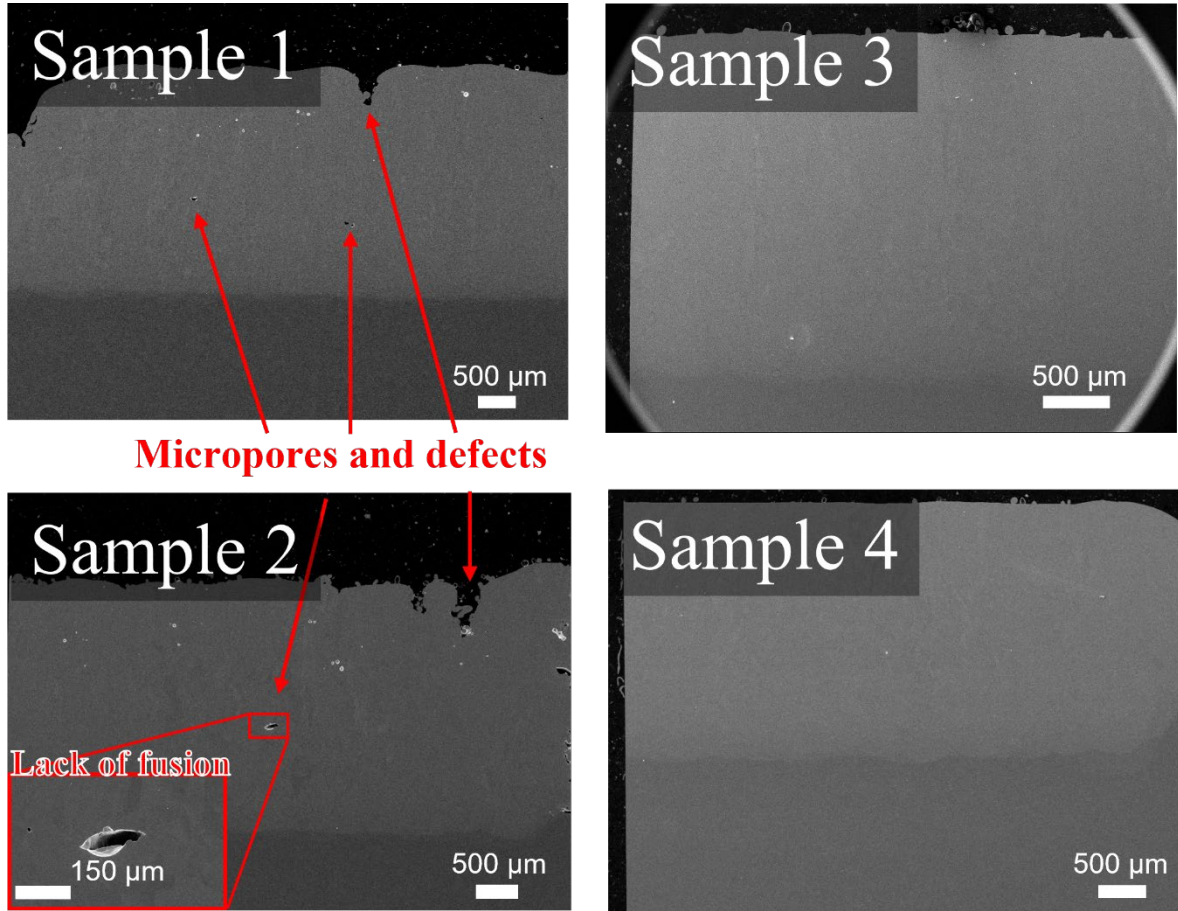 Sample 1
500 µm
Sample 3
500 µm
Micropores and defects
Sample 2
Lack of fusion
150 µm
500 µm
Sample 4
500 µm